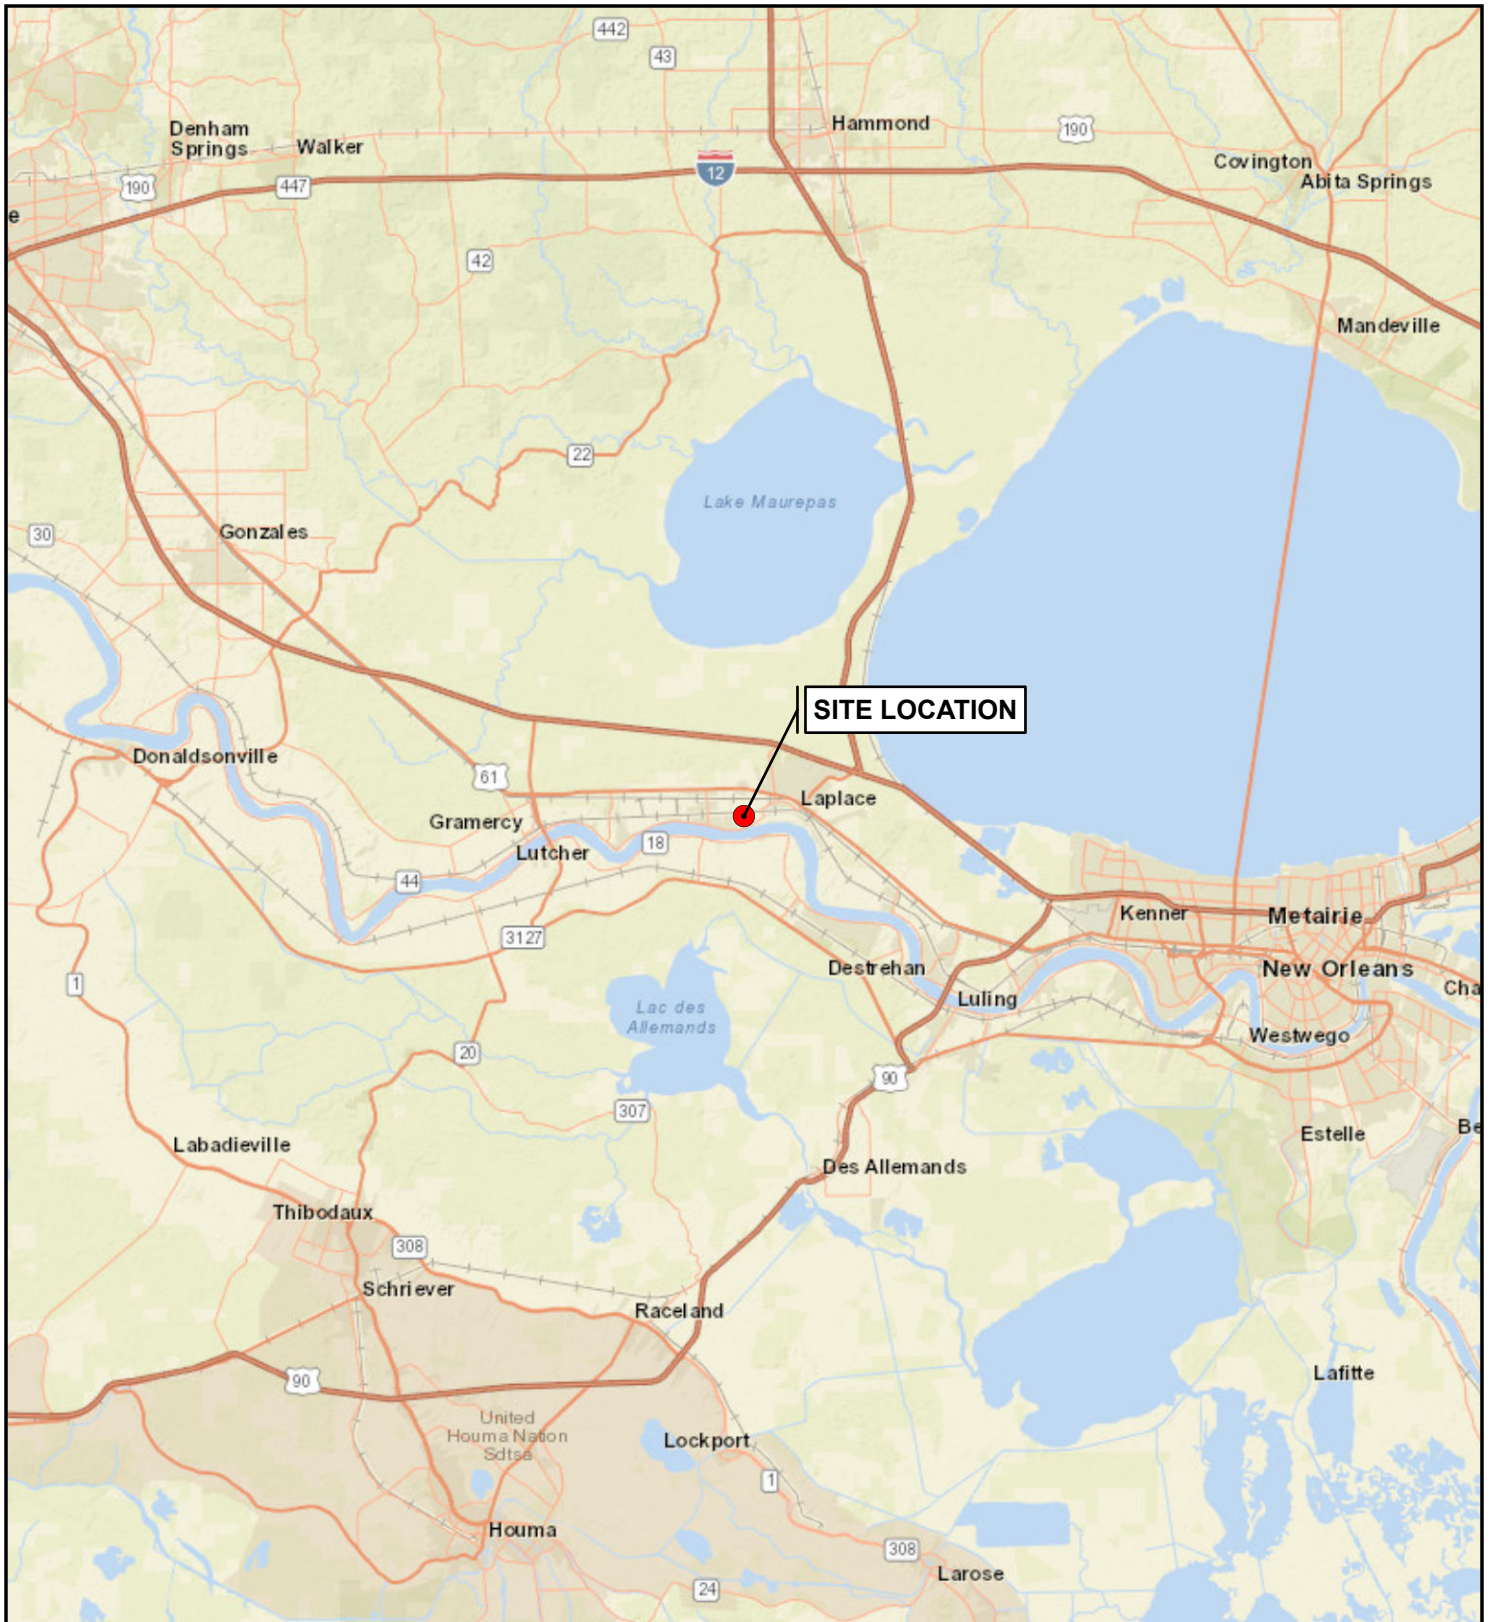 442
43
Hammond
190
Denham
Springs
Walker
Covington
Abita Springs
12
190
447
e
42
Mandeville
22
Lake Maurepas
30
Gonzales
SITE LOCATION
Donaldsonville
61
Laplace
Gramercy
18
Lutcher
44
Kenner
Metairie
3127
Destrehan
New Orleans
1
Luling
Cha
Lac des
Allemands
Westwego
20
90
307
Estelle
Be
Labadieville
Des Allemands
Thibodaux
308
Schriever
Raceland
Lafitte
90
United
Houma Nation
Sdtsa
Lockport
1
Houma
308
Larose
24